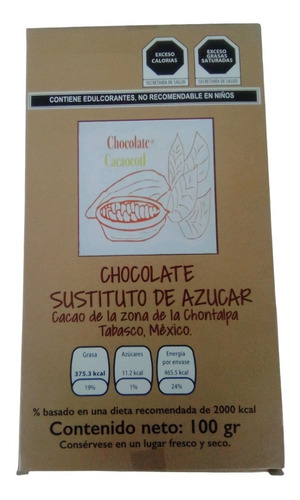 EXCESO
CALORÍAS
SECRETARÍA DE SALUD
EXCESO
GRASAS
SATURADAS
SECRETARÍA DE SALUD
CONTIENE EDULCORANTES, NO RECOMENDABLE EN NIÑOS
Chocolate
Cacaocoil
CHOCOLATE
SUSTITUTO DE AZUCAR
Cacao de la zona de la Chontalpa
Tabasco, México.
Grasa
375.3 kcal
19%
Azúcares
11.2 kcal
1%
Energía
por envase
465.5 kcal
24%
% basado en una dieta recomendada de 2000 kcal
Contenido neto: 100 gr
Consérvese en un lugar fresco y seco.